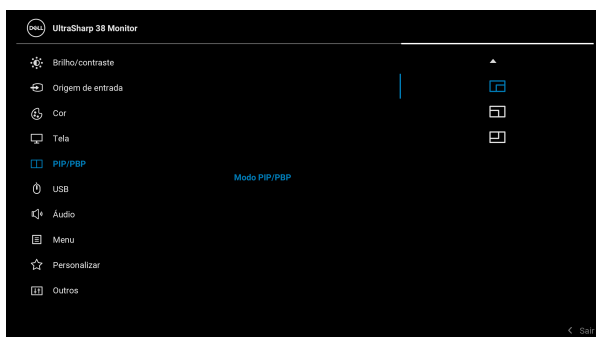 DELL UltraSharp 38 Monitor
Brilho/contraste
Origem de entrada
Cor
Tela
PIP/PBP
Modo PIP/PBP
USB
Áudio
Menu
Personalizar
Outros
Sair